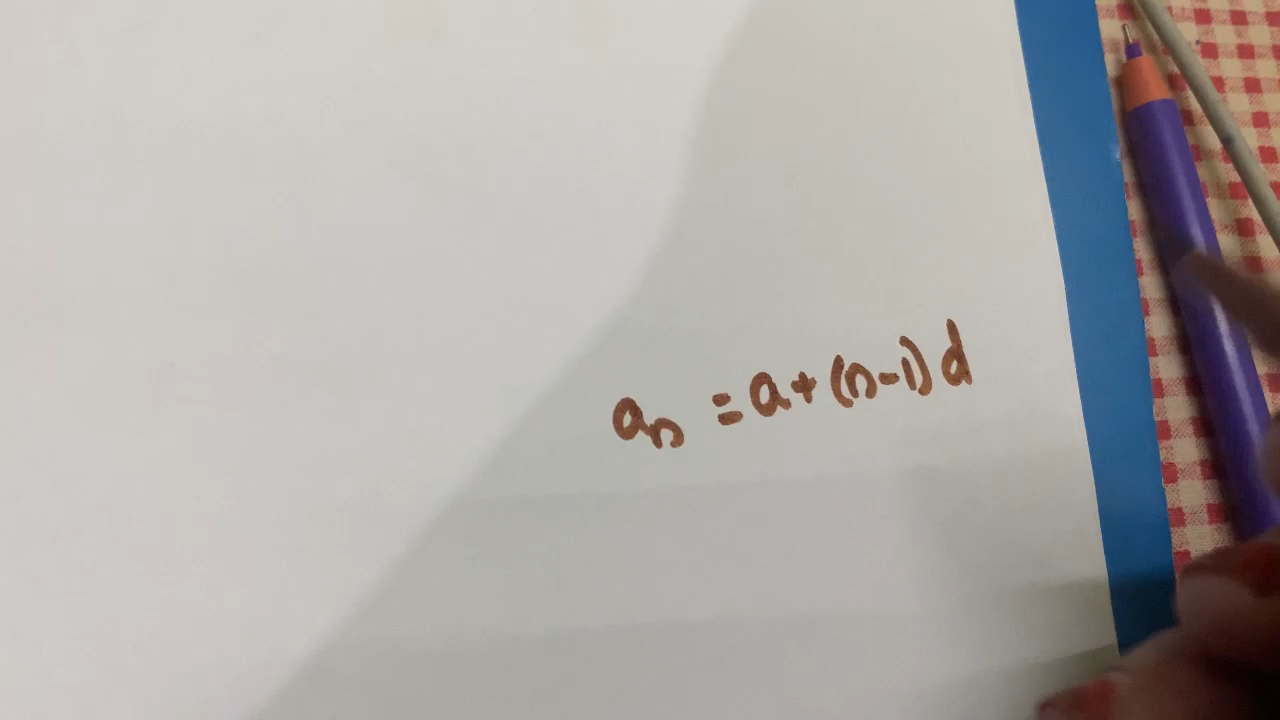 aₙ = a + (n-1) d